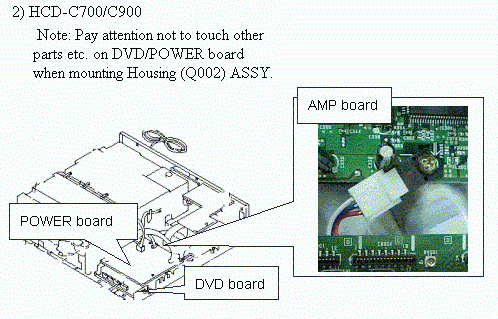 2) HCD-C700/C900
Note: Pay attention not to touch other
parts etc. on DVD/POWER board
when mounting Housing (Q002) ASSY.
AMP board
POWER board
DVD board